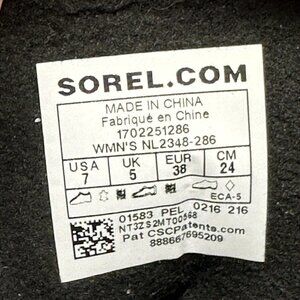 SOREL.COM
MADE IN CHINA
Fabriqué en Chine
1702251286
WMN'S NL2348-286
USA UK EUR CM
7 5 38 24
ECA-5
01583 PEL 0216 216
NT3ZS2MT00568
Pat CSCPatents.com
888667695209